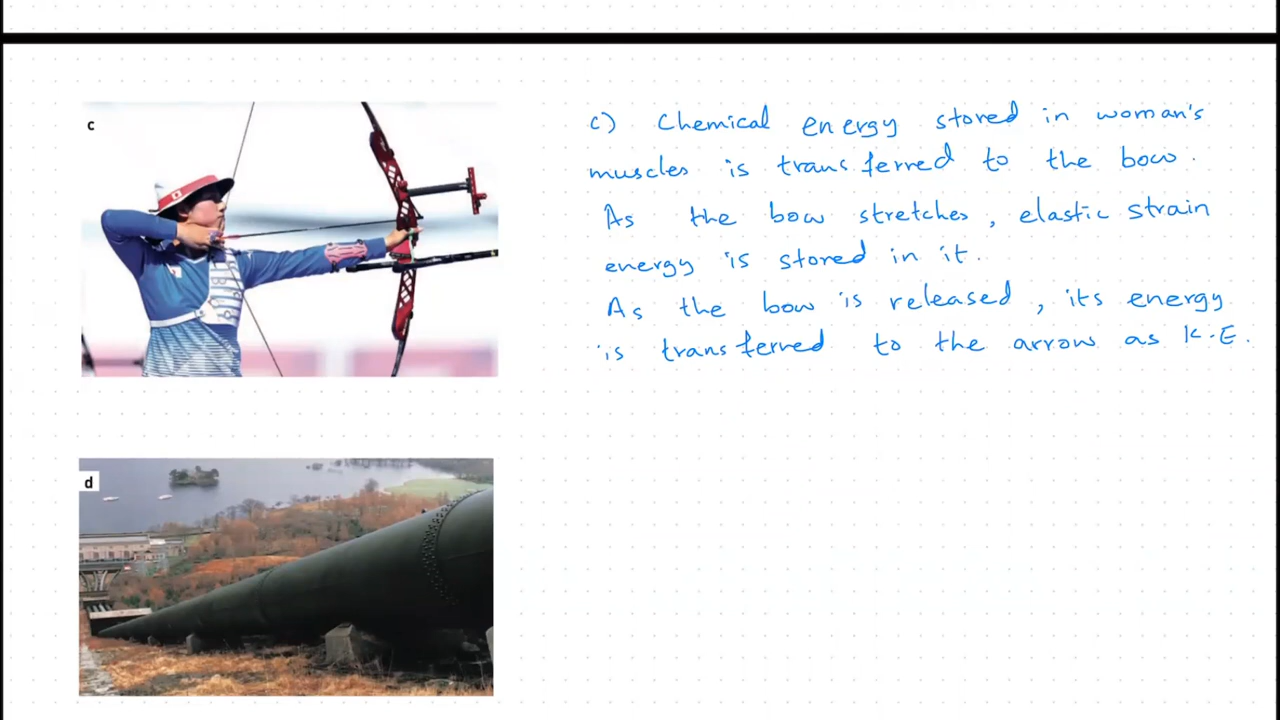 c
c) Chemical energy stored in woman's
muscles is transferred to the bow.
As the bow stretches, elastic strain
energy is stored in it.
As the bow is released, its energy
is transferred to the arrow as K.E.
d